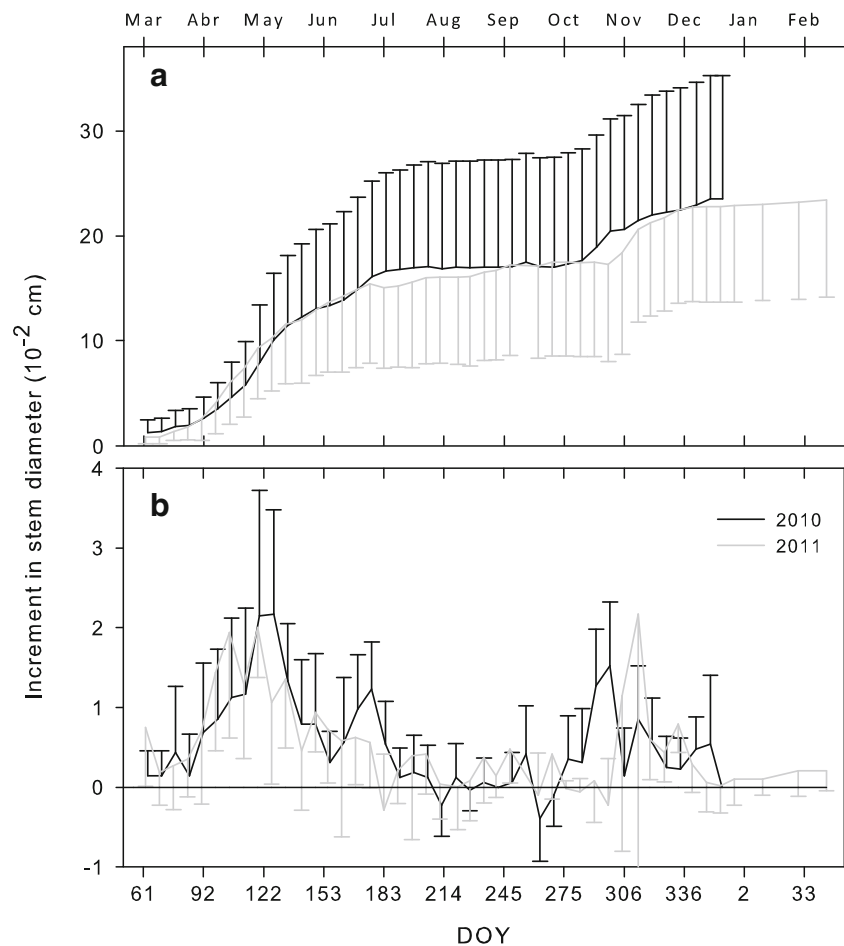 Mar Abr May Jun Jul Aug Sep Oct Nov Dec Jan Feb
a
30
20
10
0
Increment in stem diameter (10⁻² cm)
4
b
2010
3
2011
2
1
0
-1
61 92 122 153 183 214 245 275 306 336 2 33
DOY